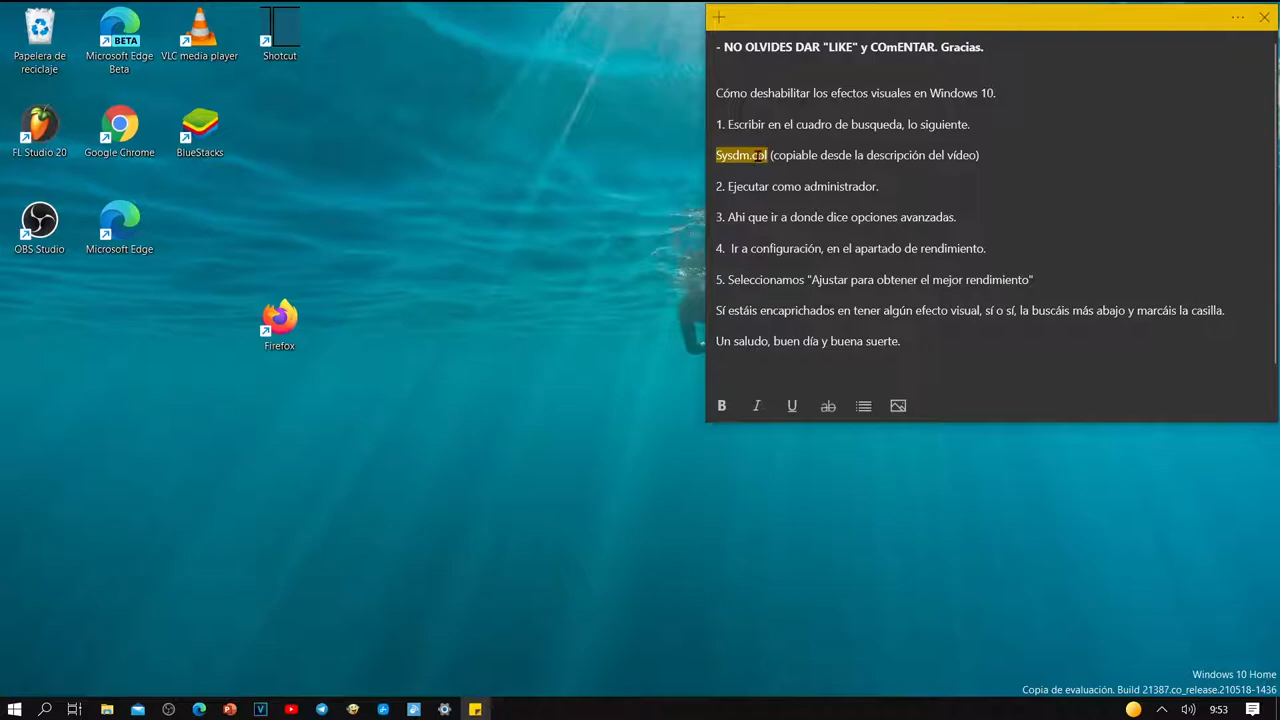 Papelera de
reciclaje
Microsoft Edge
Beta
BETA
VLC media player
Shotcut
FL Studio 20
Google Chrome
BlueStacks
OBS Studio
Microsoft Edge
Firefox
- NO OLVIDES DAR "LIKE" y COmENTAR. Gracias.
Cómo deshabilitar los efectos visuales en Windows 10.
1. Escribir en el cuadro de busqueda, lo siguiente.
Sysdm.cpl (copiable desde la descripción del vídeo)
2. Ejecutar como administrador.
3. Ahi que ir a donde dice opciones avanzadas.
4.  Ir a configuración, en el apartado de rendimiento.
5. Seleccionamos "Ajustar para obtener el mejor rendimiento"
Sí estáis encaprichados en tener algún efecto visual, sí o sí, la buscáis más abajo y marcáis la casilla.
Un saludo, buen día y buena suerte.
B I U ab
Windows 10 Home
Copia de evaluación. Build 21387.co_release.210518-1436
9:53